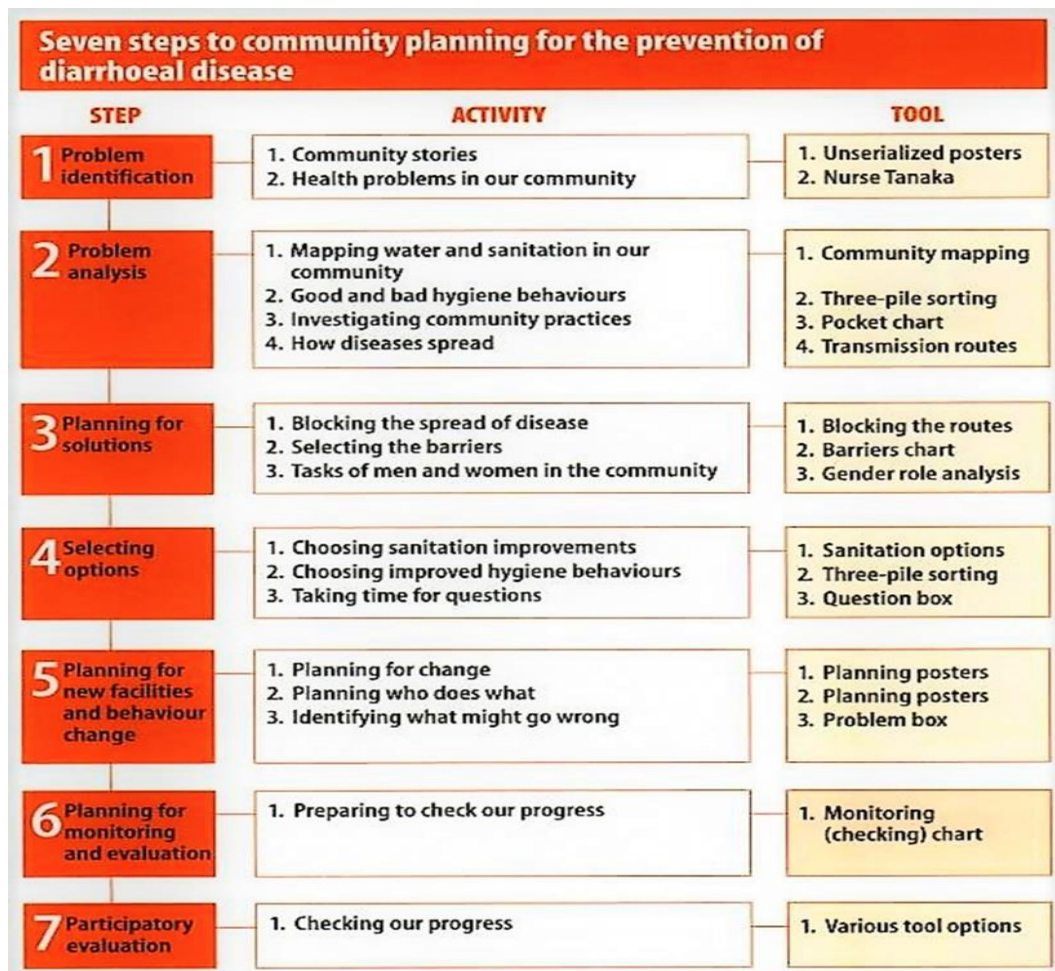 Seven steps to community planning for the prevention of
diarrhoeal disease
STEP
ACTIVITY
TOOL
1 Problem
identification
1. Community stories
2. Health problems in our community
1. Unserialized posters
2. Nurse Tanaka
2 Problem
analysis
1. Mapping water and sanitation in our
community
2. Good and bad hygiene behaviours
3. Investigating community practices
4. How diseases spread
1. Community mapping
2. Three-pile sorting
3. Pocket chart
4. Transmission routes
3 Planning for
solutions
1. Blocking the spread of disease
2. Selecting the barriers
3. Tasks of men and women in the community
1. Blocking the routes
2. Barriers chart
3. Gender role analysis
4 Selecting
options
1. Choosing sanitation improvements
2. Choosing improved hygiene behaviours
3. Taking time for questions
1. Sanitation options
2. Three-pile sorting
3. Question box
5 Planning for
new facilities
and behaviour
change
1. Planning for change
2. Planning who does what
3. Identifying what might go wrong
1. Planning posters
2. Planning posters
3. Problem box
6 Planning for
monitoring
and evaluation
1. Preparing to check our progress
1. Monitoring
(checking) chart
7 Participatory
evaluation
1. Checking our progress
1. Various tool options